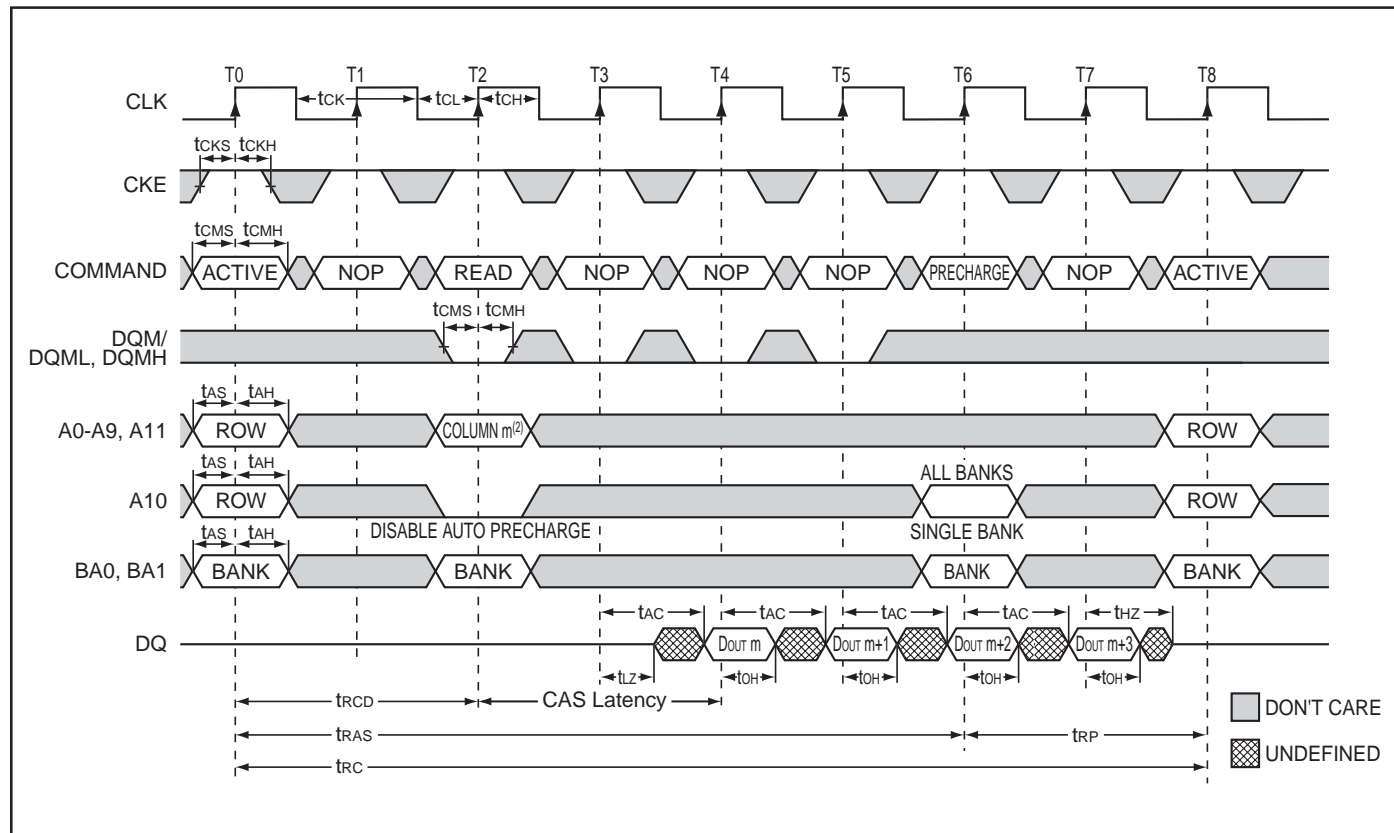 T0 T1 T2 T3 T4 T5 T6 T7 T8
CLK tCK tCL tCH
tCKS tCKH
CKE
tCMS tCMH
COMMAND ACTIVE NOP READ NOP NOP NOP PRECHARGE NOP ACTIVE
tCMS tCMH
DQM/
DQML, DQMH
tAS tAH
A0-A9, A11 ROW COLUMN m(2) ROW
tAS tAH ALL BANKS
A10 ROW ROW
DISABLE AUTO PRECHARGE SINGLE BANK
tAS tAH
BA0, BA1 BANK BANK BANK BANK
tAC tAC tAC tAC tHZ
DQ DOUT m DOUT m+1 DOUT m+2 DOUT m+3
tLZ tOH tOH tOH tOH
tRCD CAS Latency
DON'T CARE
tRAS tRP
UNDEFINED
tRC